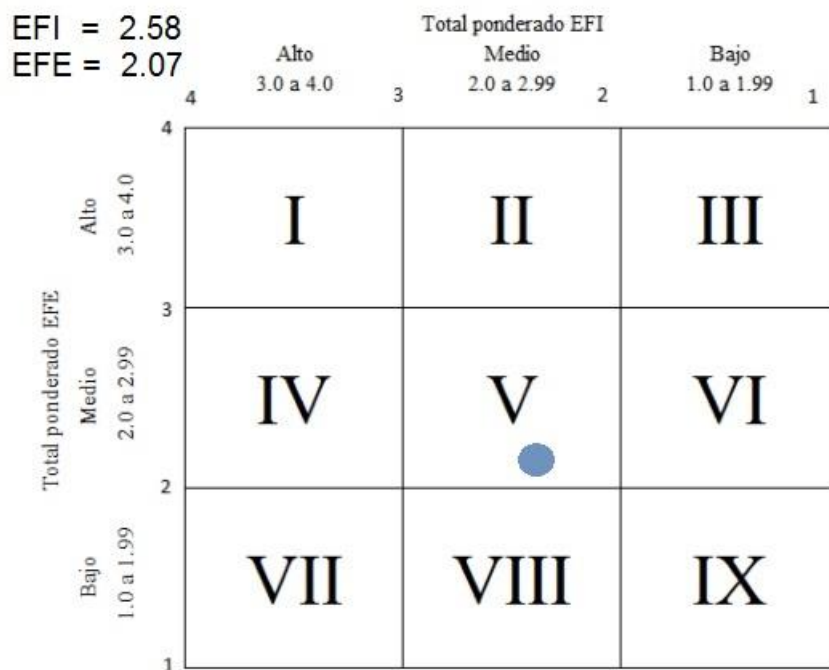 EFI = 2.58
EFE = 2.07
Total ponderado EFI
Alto
3.0 a 4.0
Medio
2.0 a 2.99
Bajo
1.0 a 1.99
4
3
2
1
4
3
2
1
Total ponderado EFE
Alto
3.0 a 4.0
Medio
2.0 a 2.99
Bajo
1.0 a 1.99
I
II
III
IV
V
VI
VII
VIII
IX